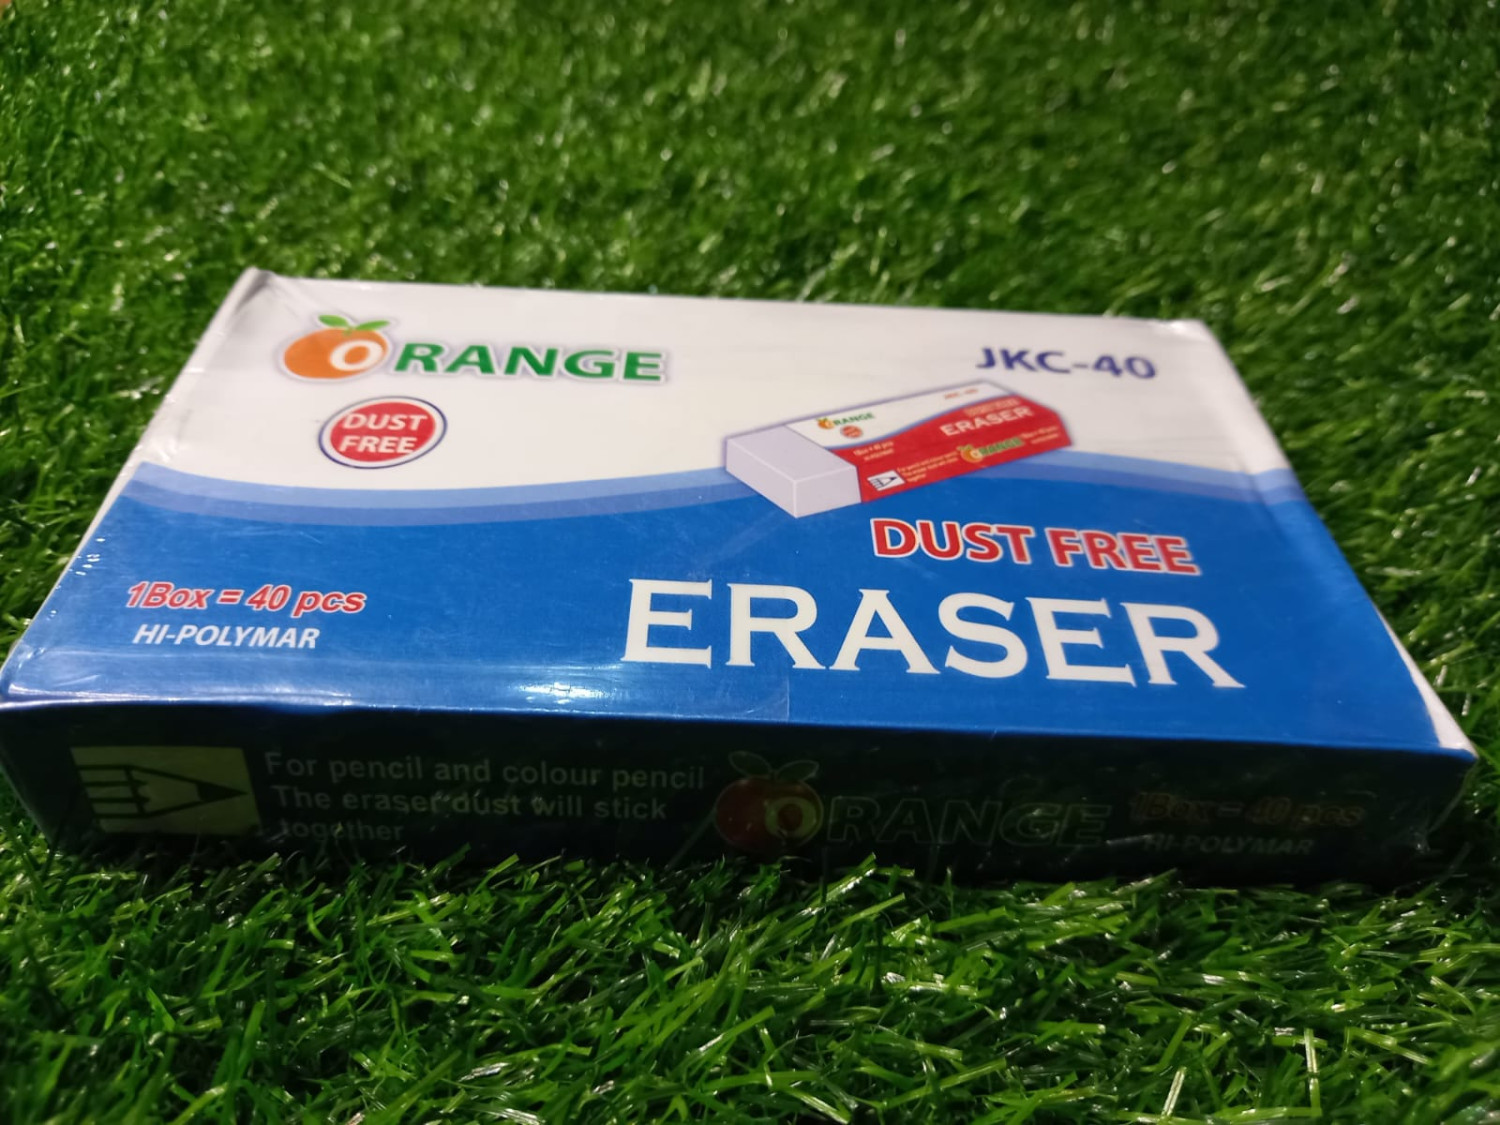 ORANGE
JKC-40
DUST
FREE
ORANGE
ERASER
ORANGE
DUST FREE
ERASER
1Box = 40 pcs
HI-POLYMAR
For pencil and colour pencil
The eraser dust will stick
together
ORANGE
1Box = 40 pcs
HI-POLYMAR